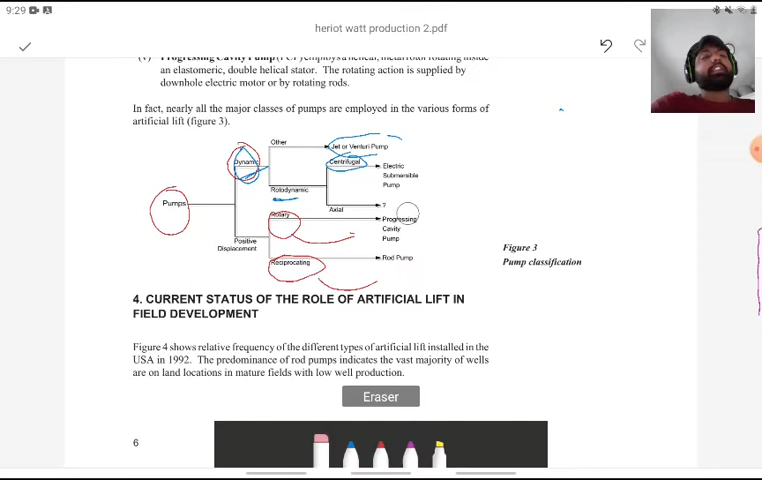 9:29
heriot watt production 2.pdf
(v) Progressing Cavity Pump (PCP) employs a helical, metal rotor rotating inside
an elastomeric, double helical stator. The rotating action is supplied by
downhole electric motor or by rotating rods.
In fact, nearly all the major classes of pumps are employed in the various forms of
artificial lift (figure 3).
Other
Jet or Venturi Pump
Dynamic
Centrifugal
Electric
Submersible
Pump
Rolodynamic
Pumps
Axial
?
Rotary
Progressing
Cavity
Pump
Positive
Displacement
Reciprocating
Rod Pump
Figure 3
Pump classification
4. CURRENT STATUS OF THE ROLE OF ARTIFICIAL LIFT IN
FIELD DEVELOPMENT
Figure 4 shows relative frequency of the different types of artificial lift installed in the
USA in 1992. The predominance of rod pumps indicates the vast majority of wells
are on land locations in mature fields with low well production.
Eraser
6